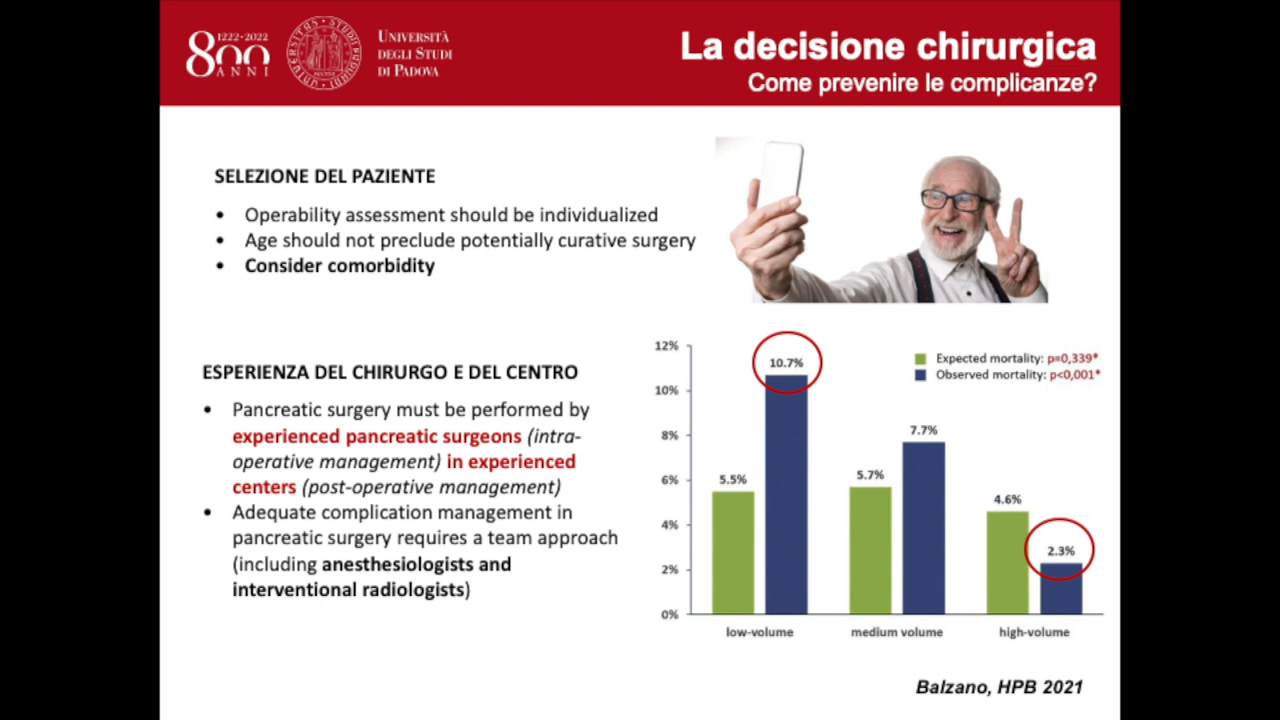 1222·2022
800
ANNI
UNIVERSITÀ
DEGLI STUDI
DI PADOVA
La decisione chirurgica
Come prevenire le complicanze?
SELEZIONE DEL PAZIENTE
• Operability assessment should be individualized
• Age should not preclude potentially curative surgery
• Consider comorbidity
ESPERIENZA DEL CHIRURGO E DEL CENTRO
• Pancreatic surgery must be performed by
experienced pancreatic surgeons (intra-
operative management) in experienced
centers (post-operative management)
• Adequate complication management in
pancreatic surgery requires a team approach
(including anesthesiologists and
interventional radiologists)
12%
10%
8%
6%
4%
2%
0%
Expected mortality: p=0,339*
Observed mortality: p<0,001*
5.5%
10.7%
5.7%
7.7%
4.6%
2.3%
low-volume
medium volume
high-volume
Balzano, HPB 2021